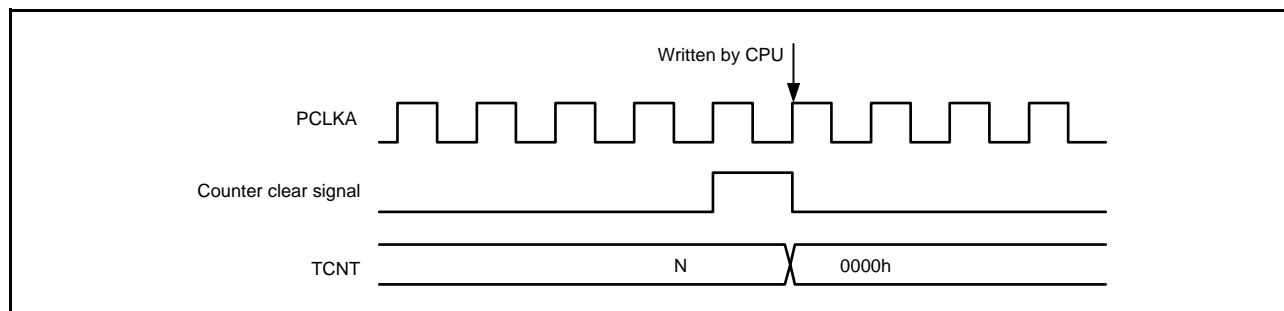 Written by CPU
PCLKA
Counter clear signal
TCNT
N
0000h